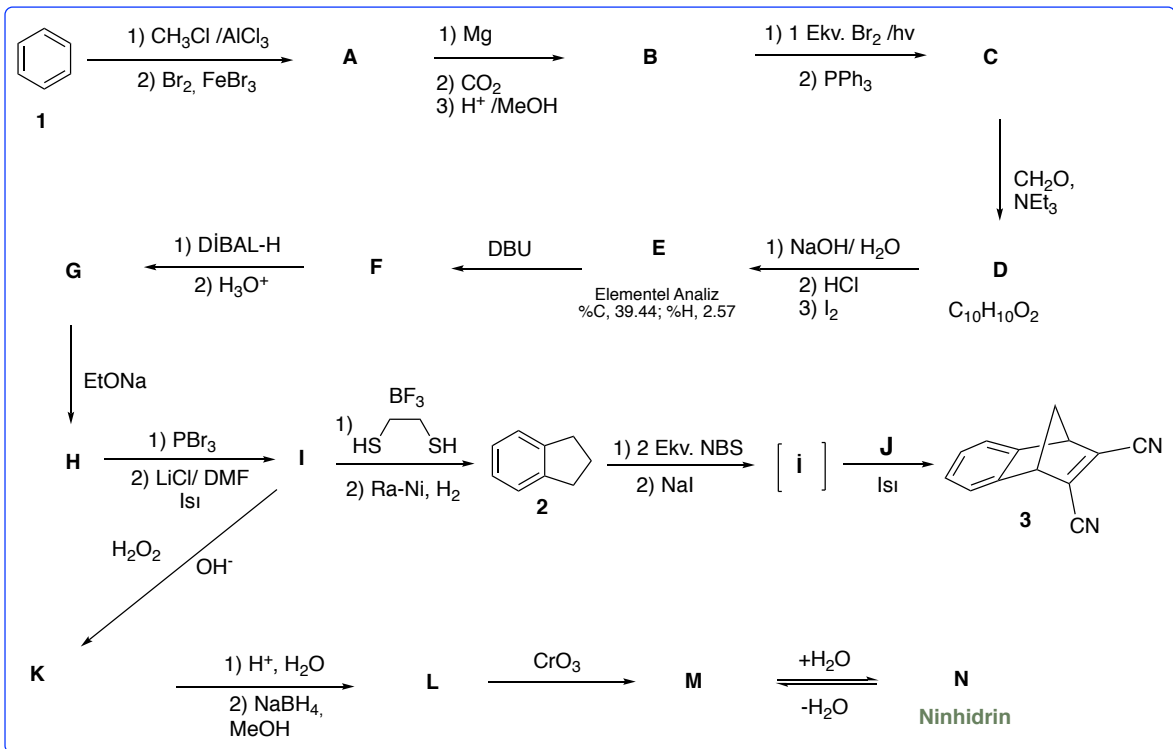 1) CH₃Cl /AlCl₃
2) Br₂, FeBr₃
1
A
1) Mg
2) CO₂
3) H⁺ /MeOH
B
1) 1 Ekv. Br₂ /hv
2) PPh₃
C
CH₂O,
NEt₃
D
C₁₀H₁₀O₂
1) NaOH/ H₂O
2) HCl
3) I₂
E
Elementel Analiz
%C, 39.44; %H, 2.57
DBU
F
1) DİBAL-H
2) H₃O⁺
G
EtONa
H
1) PBr₃
2) LiCl/ DMF
Isı
I
BF₃
1)
HS SH
2) Ra-Ni, H₂
2
1) 2 Ekv. NBS
2) NaI
[ İ ]
J
Isı
CN
CN
3
H₂O₂
OH⁻
K
1) H⁺, H₂O
2) NaBH₄,
MeOH
L
CrO₃
M
+H₂O
-H₂O
N
Ninhidrin